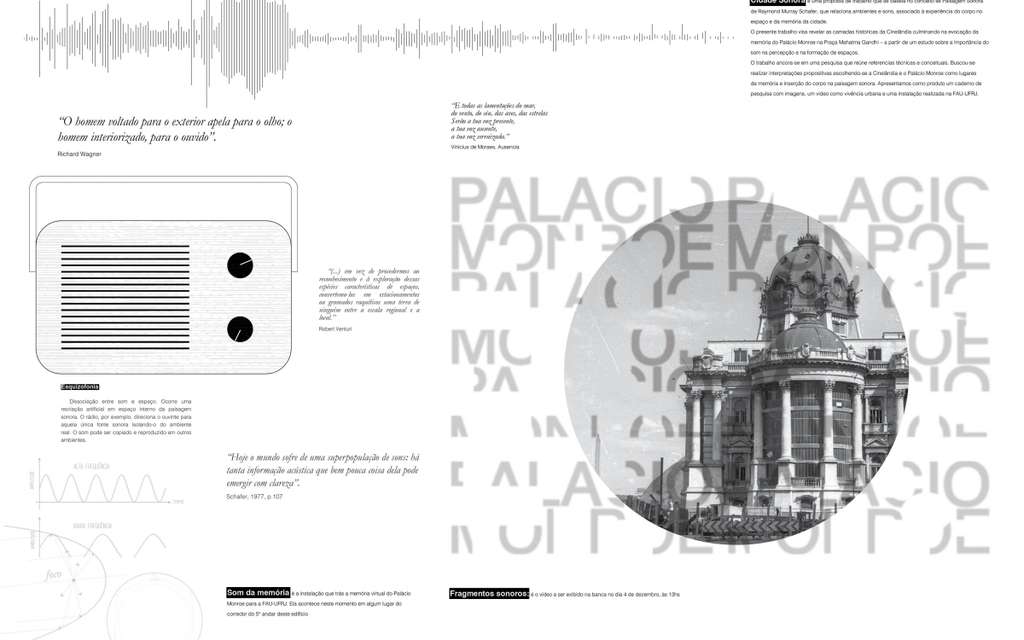 Cidade Sonora é uma proposta de trabalho que se baseia no conceito de Paisagem Sonora
de Raymond Murray Schafer, que relaciona ambientes e sons, associado à experiência do corpo no
espaço e da memória da cidade.
O presente trabalho visa revelar as camadas históricas da Cinelândia culminando na evocação da
memória do Palácio Monroe na Praça Mahatma Gandhi – a partir de um estudo sobre a importância do
som na percepção e na formação de espaços.
O trabalho ancora-se em uma pesquisa que reúne referências técnicas e conceituais. Buscou-se
realizar interpretações propositivas escolhendo-se a Cinelândia e o Palácio Monroe como lugares
da memória e inserção do corpo na paisagem sonora. Apresentamos como produto um caderno de
pesquisa com imagens, um vídeo como vivência urbana e uma instalação realizada na FAU-UFRJ.
“O homem voltado para o exterior apela para o olho; o
homem interiorizado, para o ouvido”.
Richard Wagner
“E todas as lamentações do mar,
do vento, do céu, das aves, das estrelas
Serão a tua voz presente,
a tua voz ausente,
a tua voz serenizada.”
Vinicius de Moraes, Ausencia
“(...) em vez de procedermos ao
reconhecimento e à exploração dessas
espécies características de espaço,
convertemo-los em estacionamentos
ou gramados raquíticos uma terra de
ninguém entre a escala regional e a
local.”
Robert Venturi
PALACIO PALACIO
MONROE MONROE
Esquizofonia
Dissociação entre som e espaço. Ocorre uma
recriação artificial em espaço interno da paisagem
sonora. O rádio, por exemplo, direciona o ouvinte para
aquela única fonte sonora isolando-o do ambiente
real. O som pode ser copiado e reproduzido em outros
ambientes.
“Hoje o mundo sofre de uma superpopulação de sons: há
tanta informação acústica que bem pouca coisa dela pode
emergir com clareza”.
Schafer, 1977, p.107
alta frequência
baixa frequência
foco
Som da memória é a instalação que trás a memória virtual do Palácio
Monroe para a FAU-UFRJ. Ela acontece neste momento em algum lugar do
corredor do 5º andar deste edifício
Fragmentos sonoros: é o vídeo a ser exibido na banca no dia 4 de dezembro, às 13hs